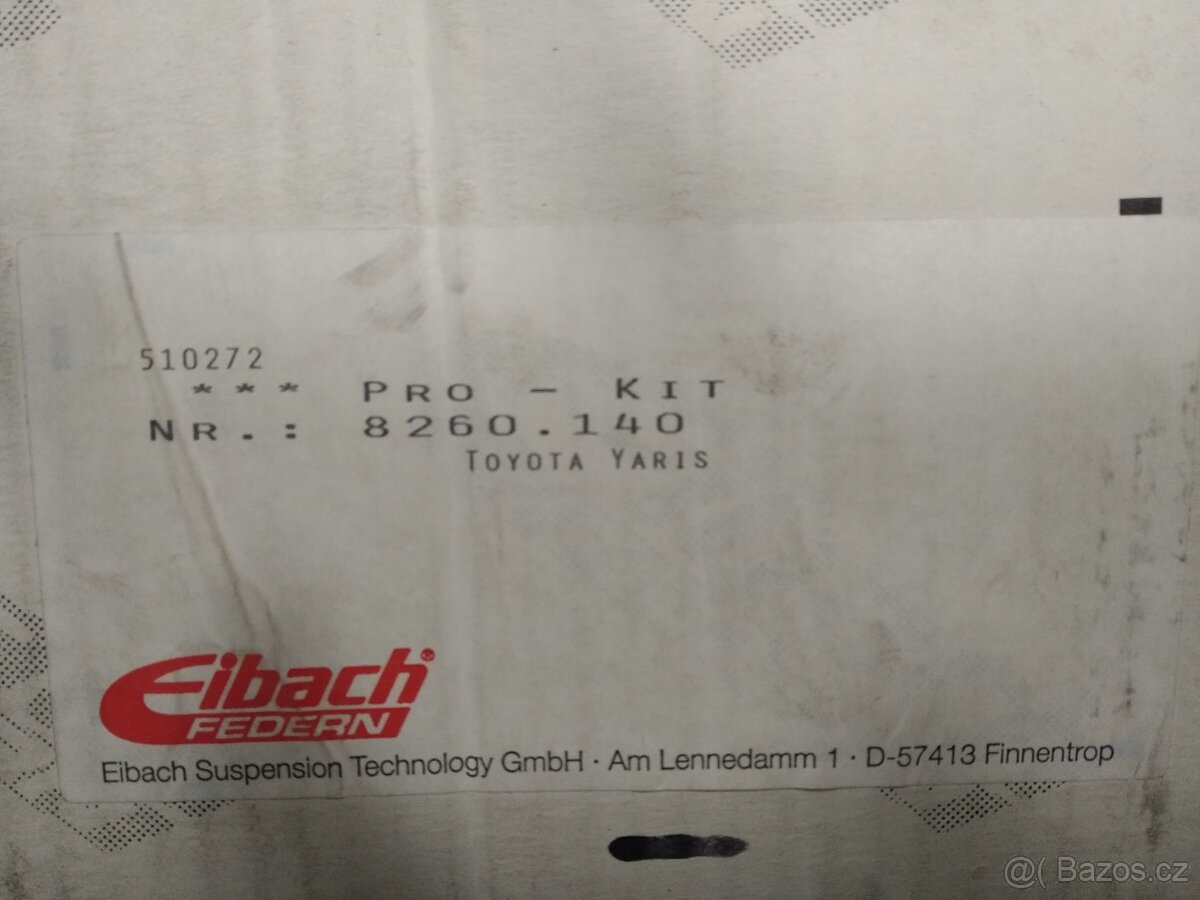 510272
*** PRO - KIT
NR.: 8260.140
TOYOTA YARIS
Eibach®
FEDERN
Eibach Suspension Technology GmbH · Am Lennedamm 1 · D-57413 Finnentrop
@( Bazos.cz